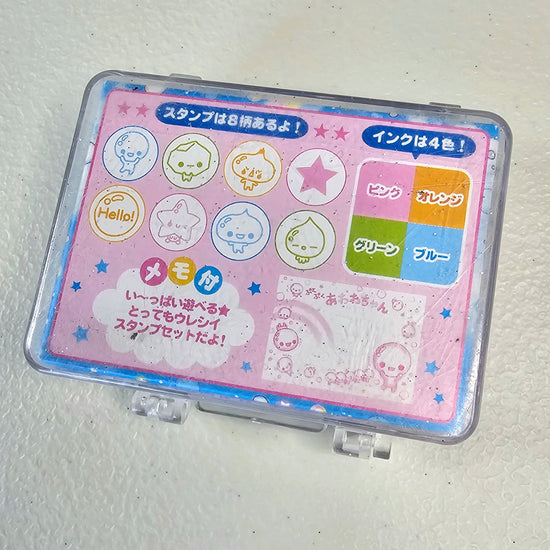 スタンプは8柄あるよ!
インクは4色!
ピンク
オレンジ
Hello!
グリーン
ブルー
メモ付
い〜っぱい遊べる★
とってもウレシイ
スタンプセットだよ!
あわおちゃん